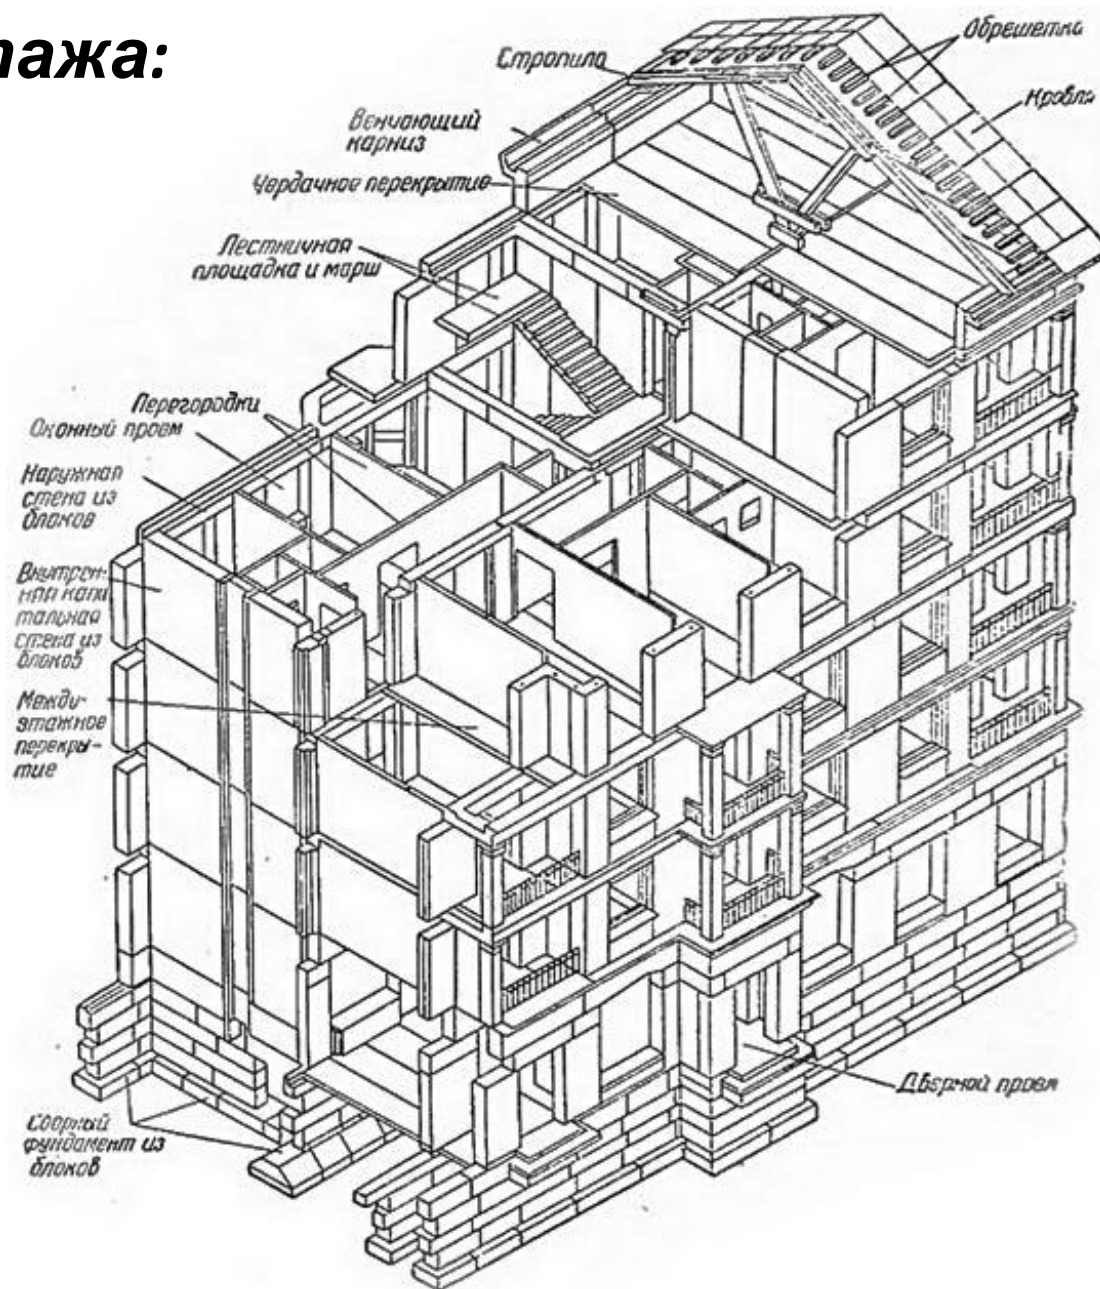 тажа:
Обрешетка
Стропила
Кровля
Венчающий
карниз
Чердачное перекрытие
Лестничная
площадка и марш
Перегородки
Оконный проем
Наружная
стена из
блоков
Внутрен-
няя капи
тальная
стена из
блоков
Между-
этажное
перекры-
тие
Дверной проем
Сборный
фундамент из
блоков